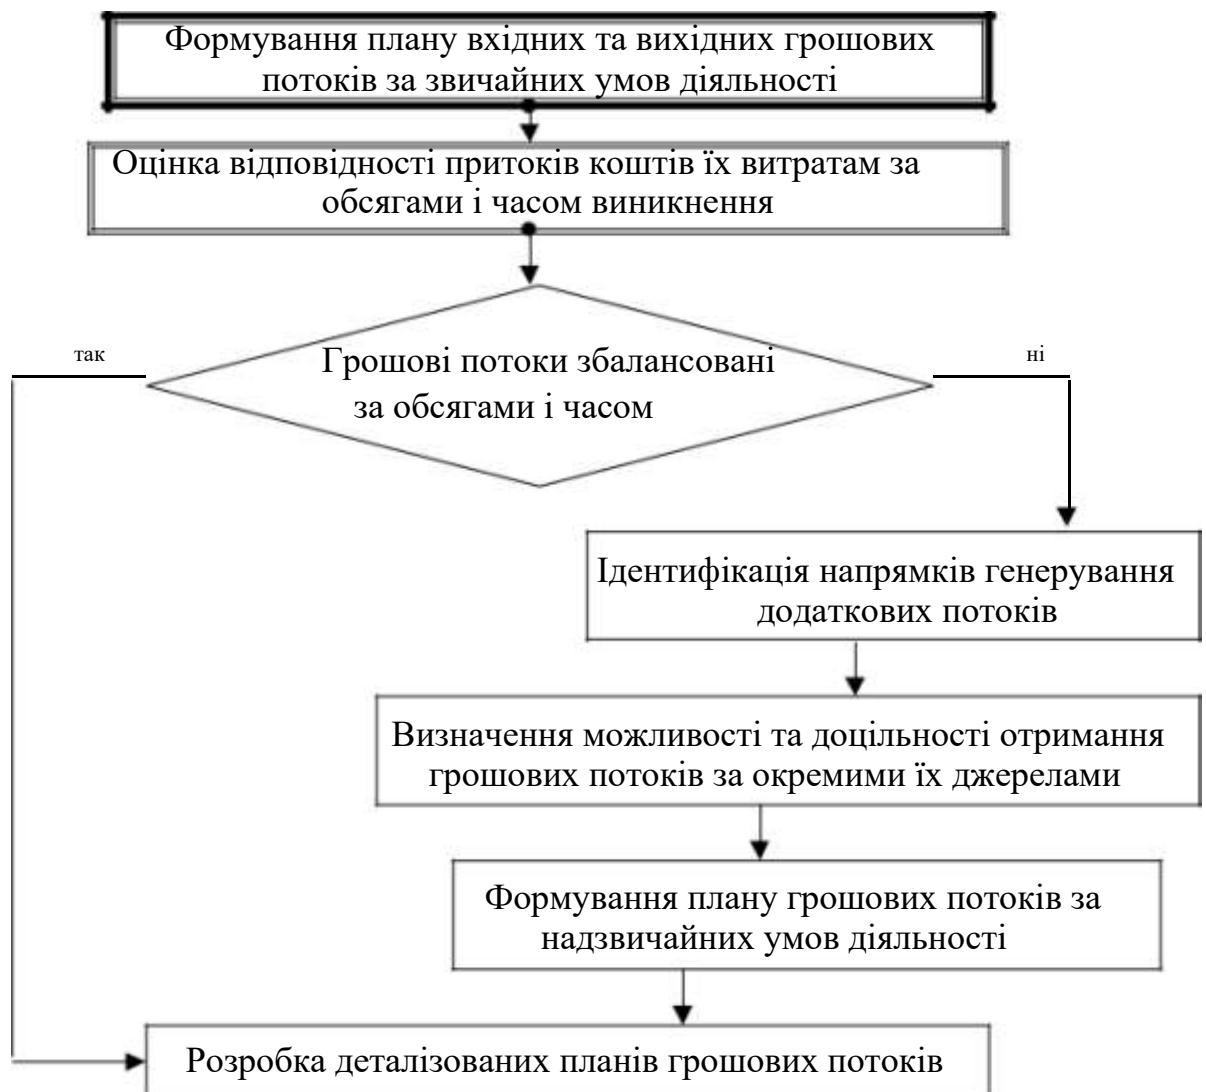 Формування плану вхідних та вихідних грошових
потоків за звичайних умов діяльності
Оцінка відповідності притоків коштів їх витратам за
обсягами і часом виникнення
так
Грошові потоки збалансовані
за обсягами і часом
ні
Ідентифікація напрямків генерування
додаткових потоків
Визначення можливості та доцільності отримання
грошових потоків за окремими їх джерелами
Формування плану грошових потоків за
надзвичайних умов діяльності
Розробка деталізованих планів грошових потоків